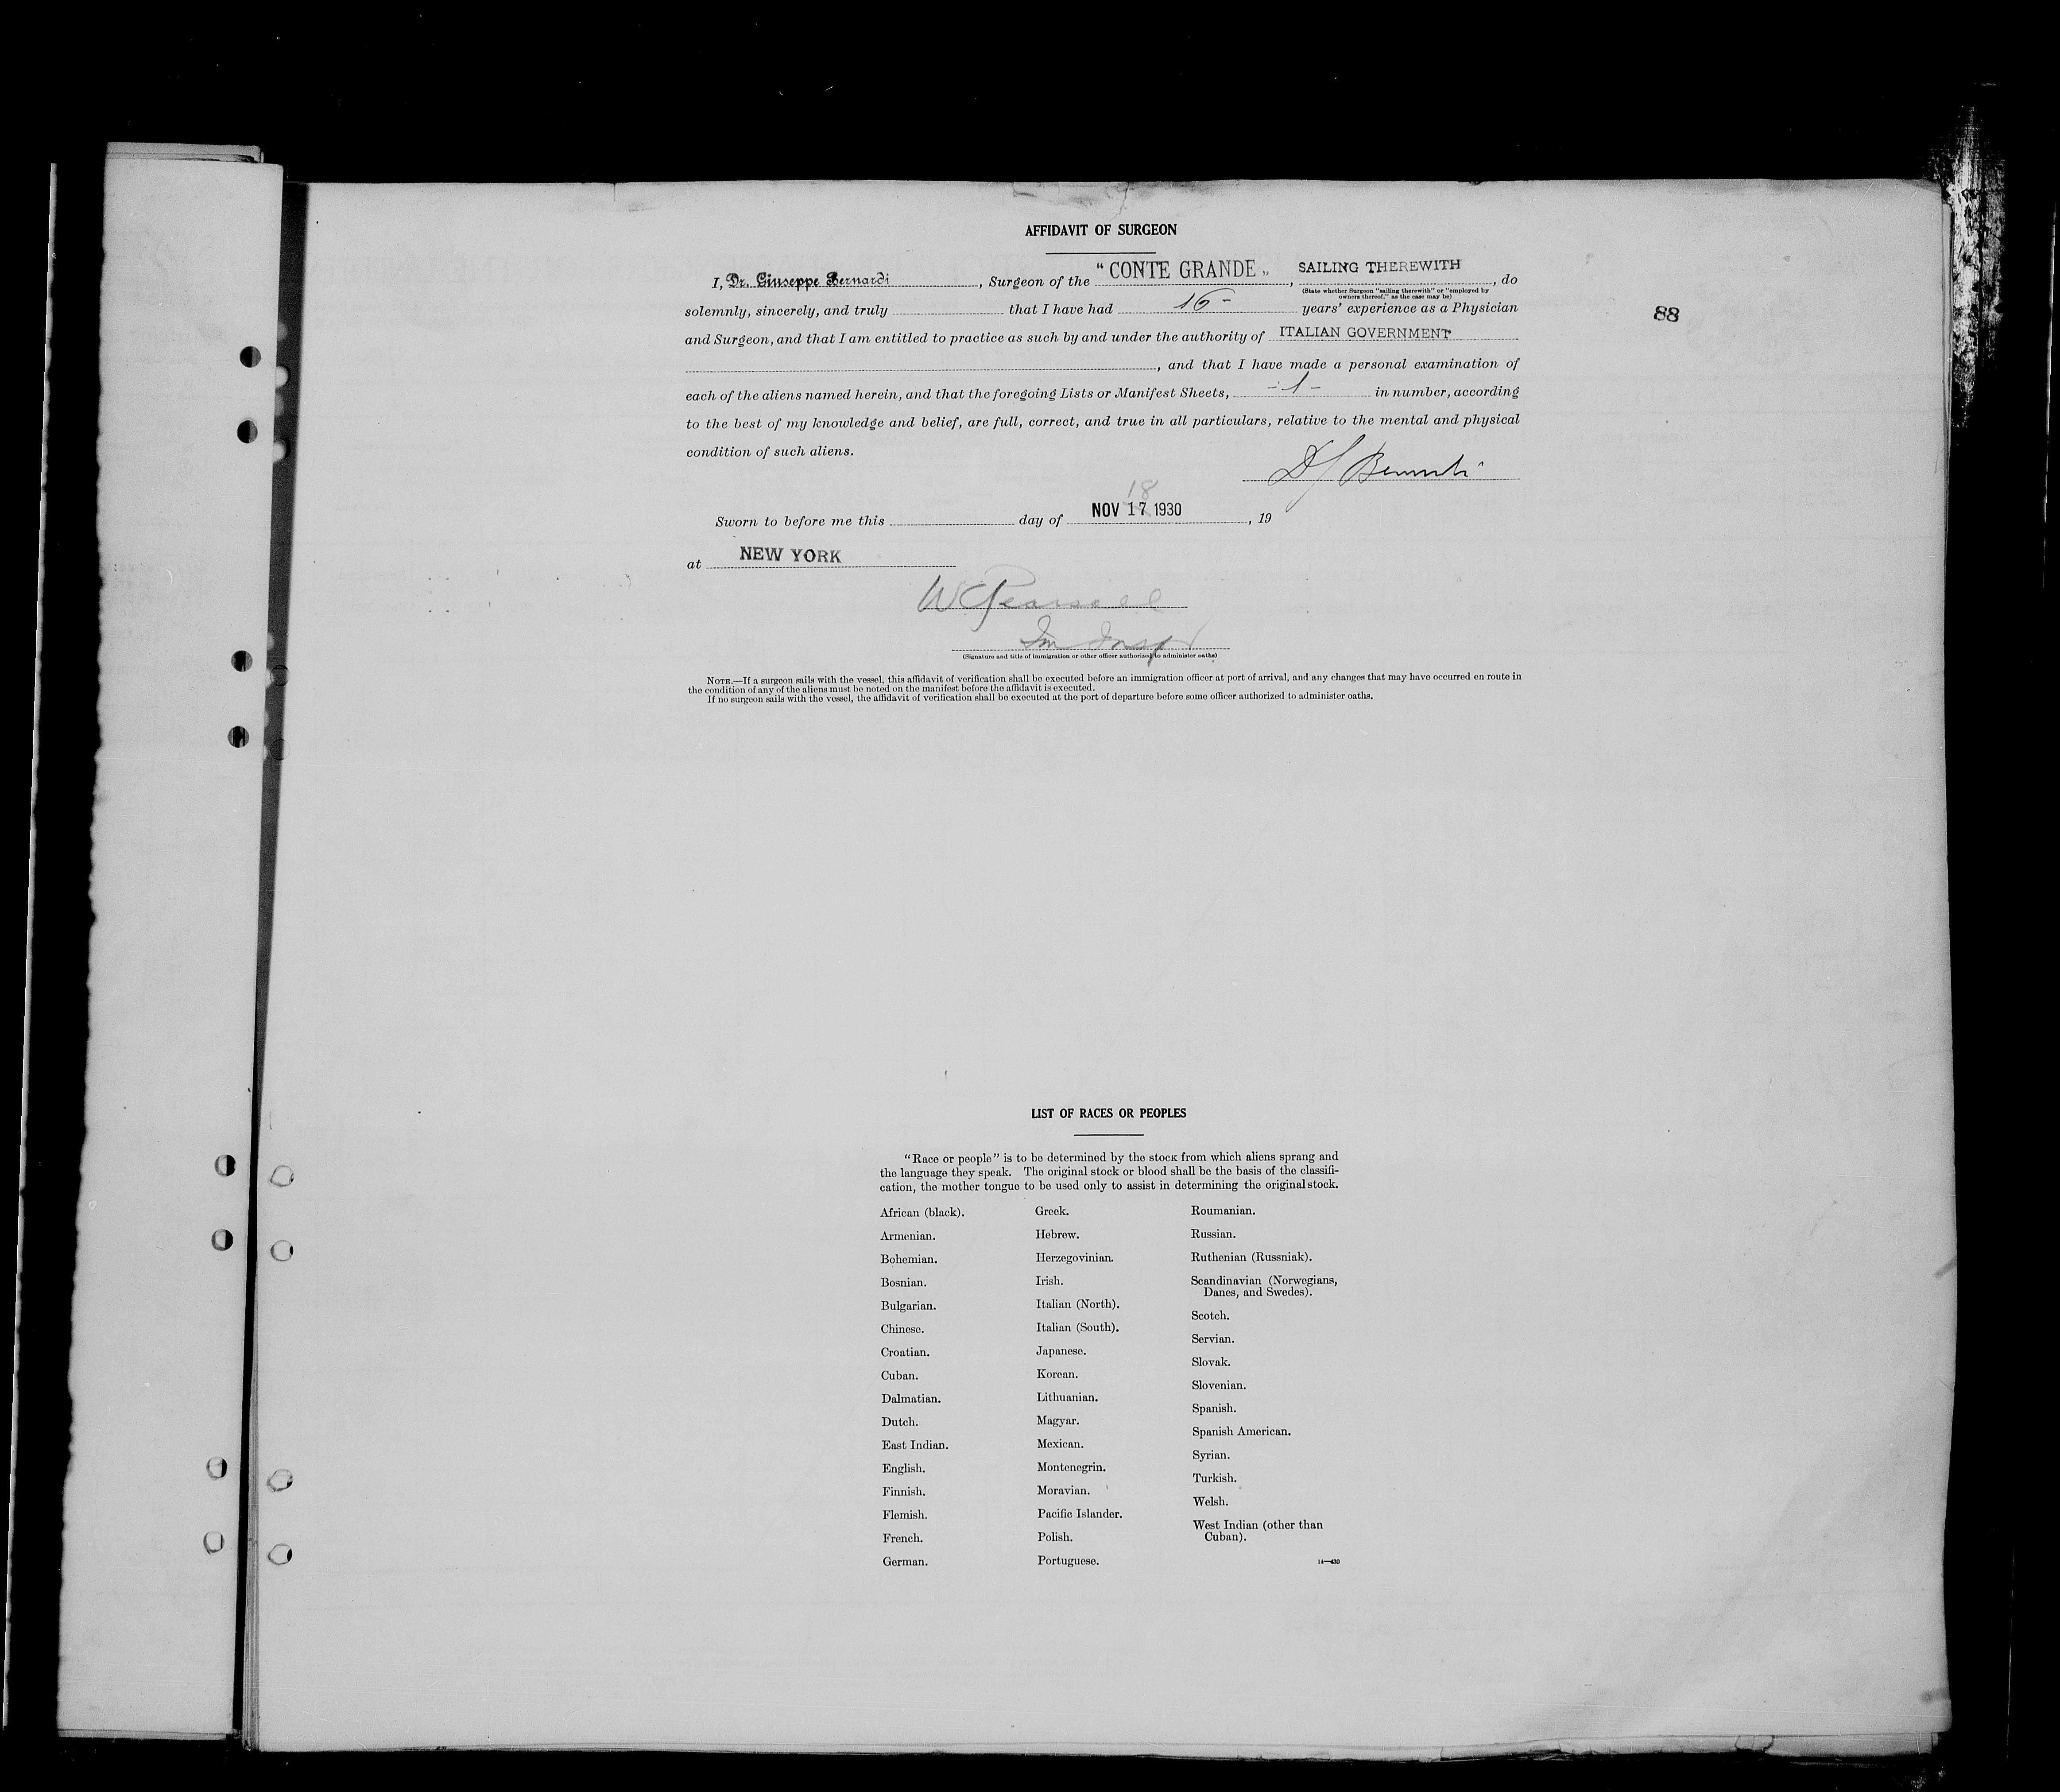 AFFIDAVIT OF SURGEON
I, Dr. Giuseppe Bernardi, Surgeon of the "CONTE GRANDE„, SAILING THEREWITH, do
(State whether Surgeon "sailing therewith" or "employed by
owners thereof," as the case may be)
solemnly, sincerely, and truly that I have had 16 - years' experience as a Physician
88
and Surgeon, and that I am entitled to practice as such by and under the authority of ITALIAN GOVERNMENT
, and that I have made a personal examination of
each of the aliens named herein, and that the foregoing Lists or Manifest Sheets, - 1 - in number, according
to the best of my knowledge and belief, are full, correct, and true in all particulars, relative to the mental and physical
condition of such aliens.
18
Sworn to before me this day of NOV 17 1930, 19
at NEW YORK
(Signature and title of immigration or other officer authorized to administer oaths)
NOTE.—If a surgeon sails with the vessel, this affidavit of verification shall be executed before an immigration officer at port of arrival, and any changes that may have occurred en route in
the condition of any of the aliens must be noted on the manifest before the affidavit is executed.
If no surgeon sails with the vessel, the affidavit of verification shall be executed at the port of departure before some officer authorized to administer oaths.
LIST OF RACES OR PEOPLES
"Race or people" is to be determined by the stock from which aliens sprang and
the language they speak. The original stock or blood shall be the basis of the classifi-
cation, the mother tongue to be used only to assist in determining the original stock.
African (black).
Armenian.
Bohemian.
Bosnian.
Bulgarian.
Chinese.
Croatian.
Cuban.
Dalmatian.
Dutch.
East Indian.
English.
Finnish.
Flemish.
French.
German.
Greek.
Hebrew.
Herzegovinian.
Irish.
Italian (North).
Italian (South).
Japanese.
Korean.
Lithuanian.
Magyar.
Mexican.
Montenegrin.
Moravian.
Pacific Islander.
Polish.
Portuguese.
Roumanian.
Russian.
Ruthenian (Russniak).
Scandinavian (Norwegians,
Danes, and Swedes).
Scotch.
Servian.
Slovak.
Slovenian.
Spanish.
Spanish American.
Syrian.
Turkish.
Welsh.
West Indian (other than
Cuban).